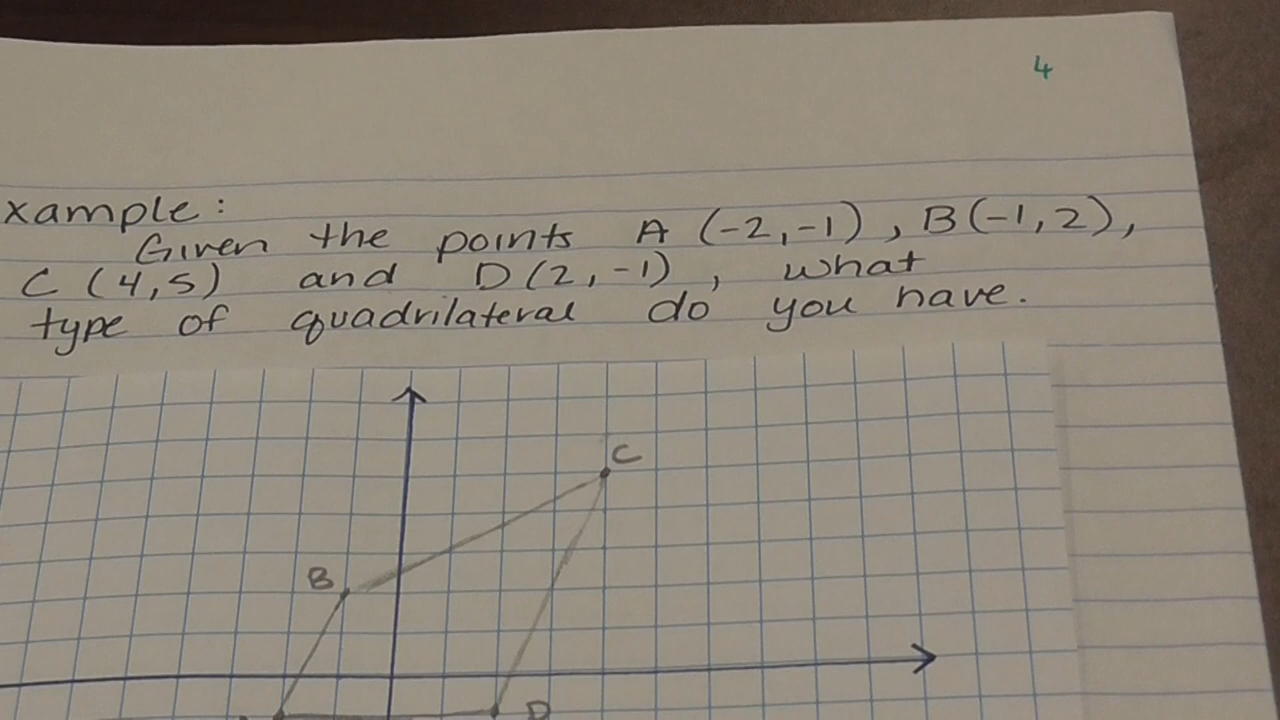 4
xample:
Given the points A (-2,-1), B(-1,2),
C (4,5) and D(2,-1), what
type of quadrilateral do you have.
C
B
D